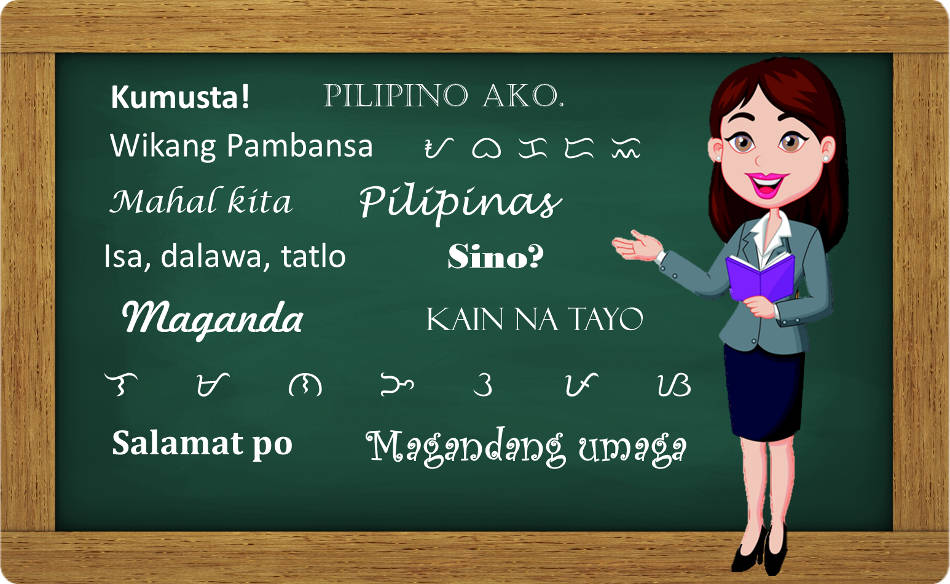 Kumusta! PILIPINO AKO.
Wikang Pambansa ᜀ ᜊ ᜃ ᜇ ᜁ
Mahal kita Pilipinas
Isa, dalawa, tatlo Sino?
Maganda KAIN NA TAYO
ᜈ ᜌ ᜎ ᜋ ᜂ ᜉ ᜐ
Salamat po Magandang umaga